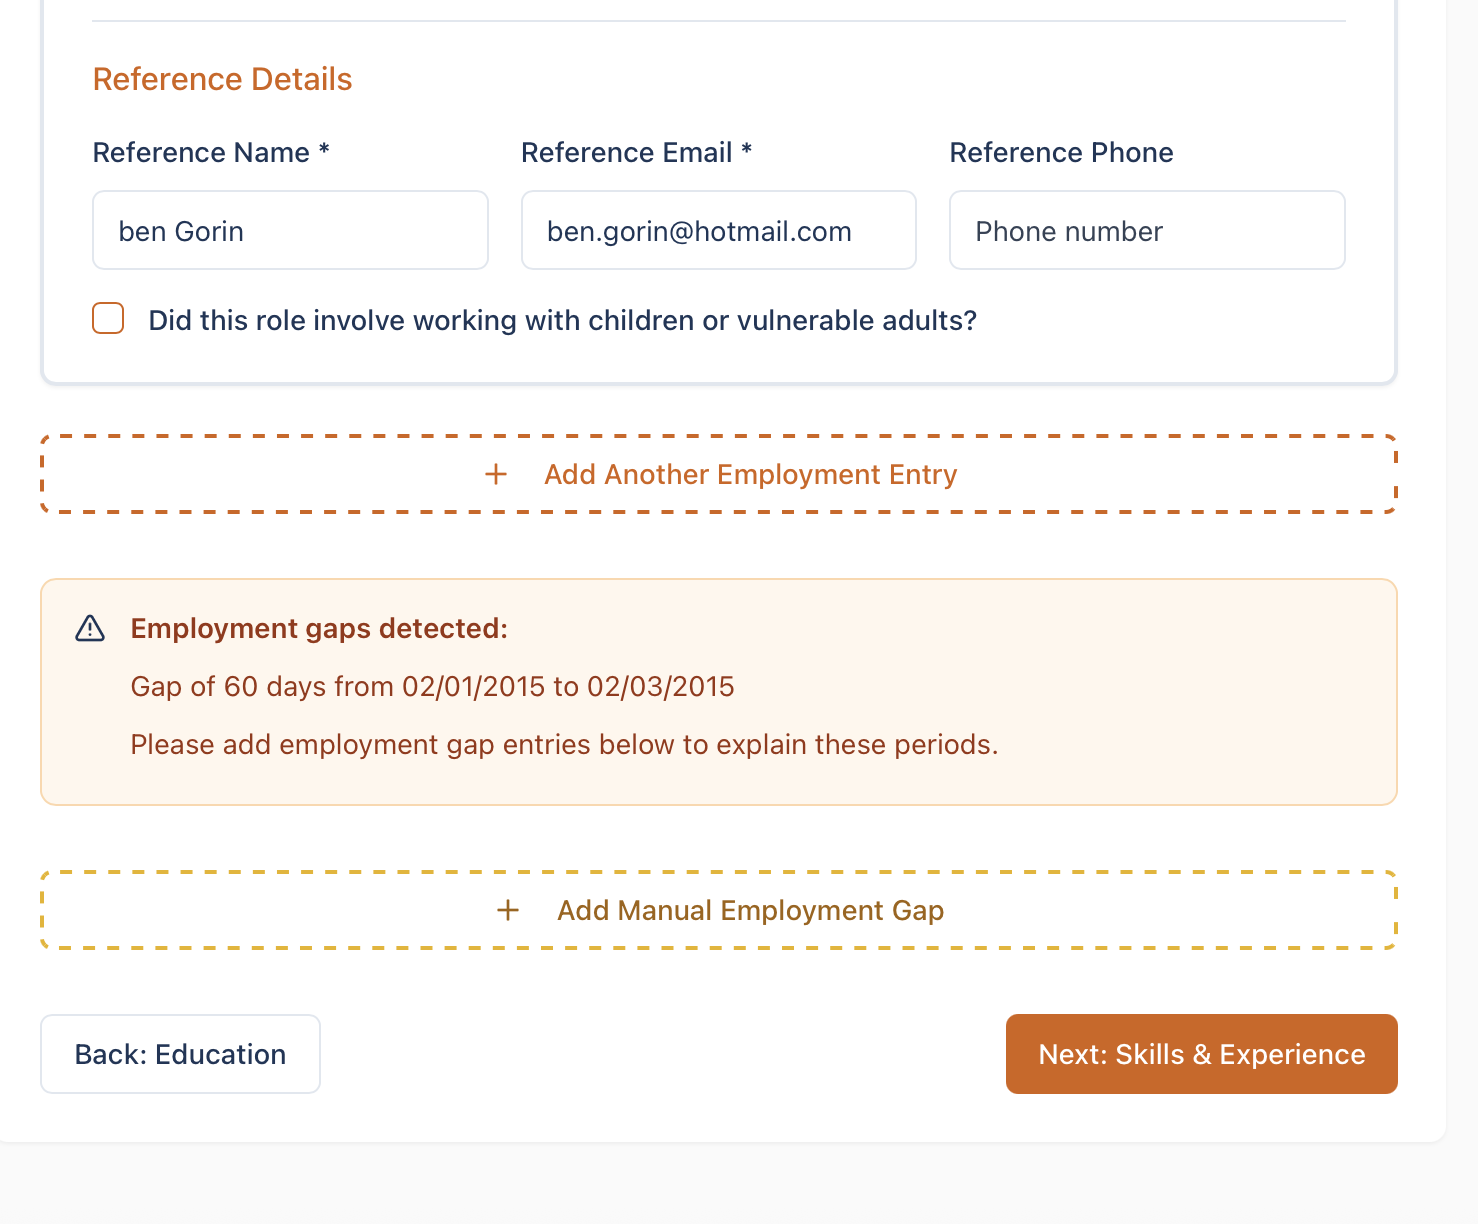 Reference Details
Reference Name * Reference Email * Reference Phone
ben Gorin ben.gorin@hotmail.com Phone number
Did this role involve working with children or vulnerable adults?
+ Add Another Employment Entry
Employment gaps detected:
Gap of 60 days from 02/01/2015 to 02/03/2015
Please add employment gap entries below to explain these periods.
+ Add Manual Employment Gap
Back: Education Next: Skills & Experience